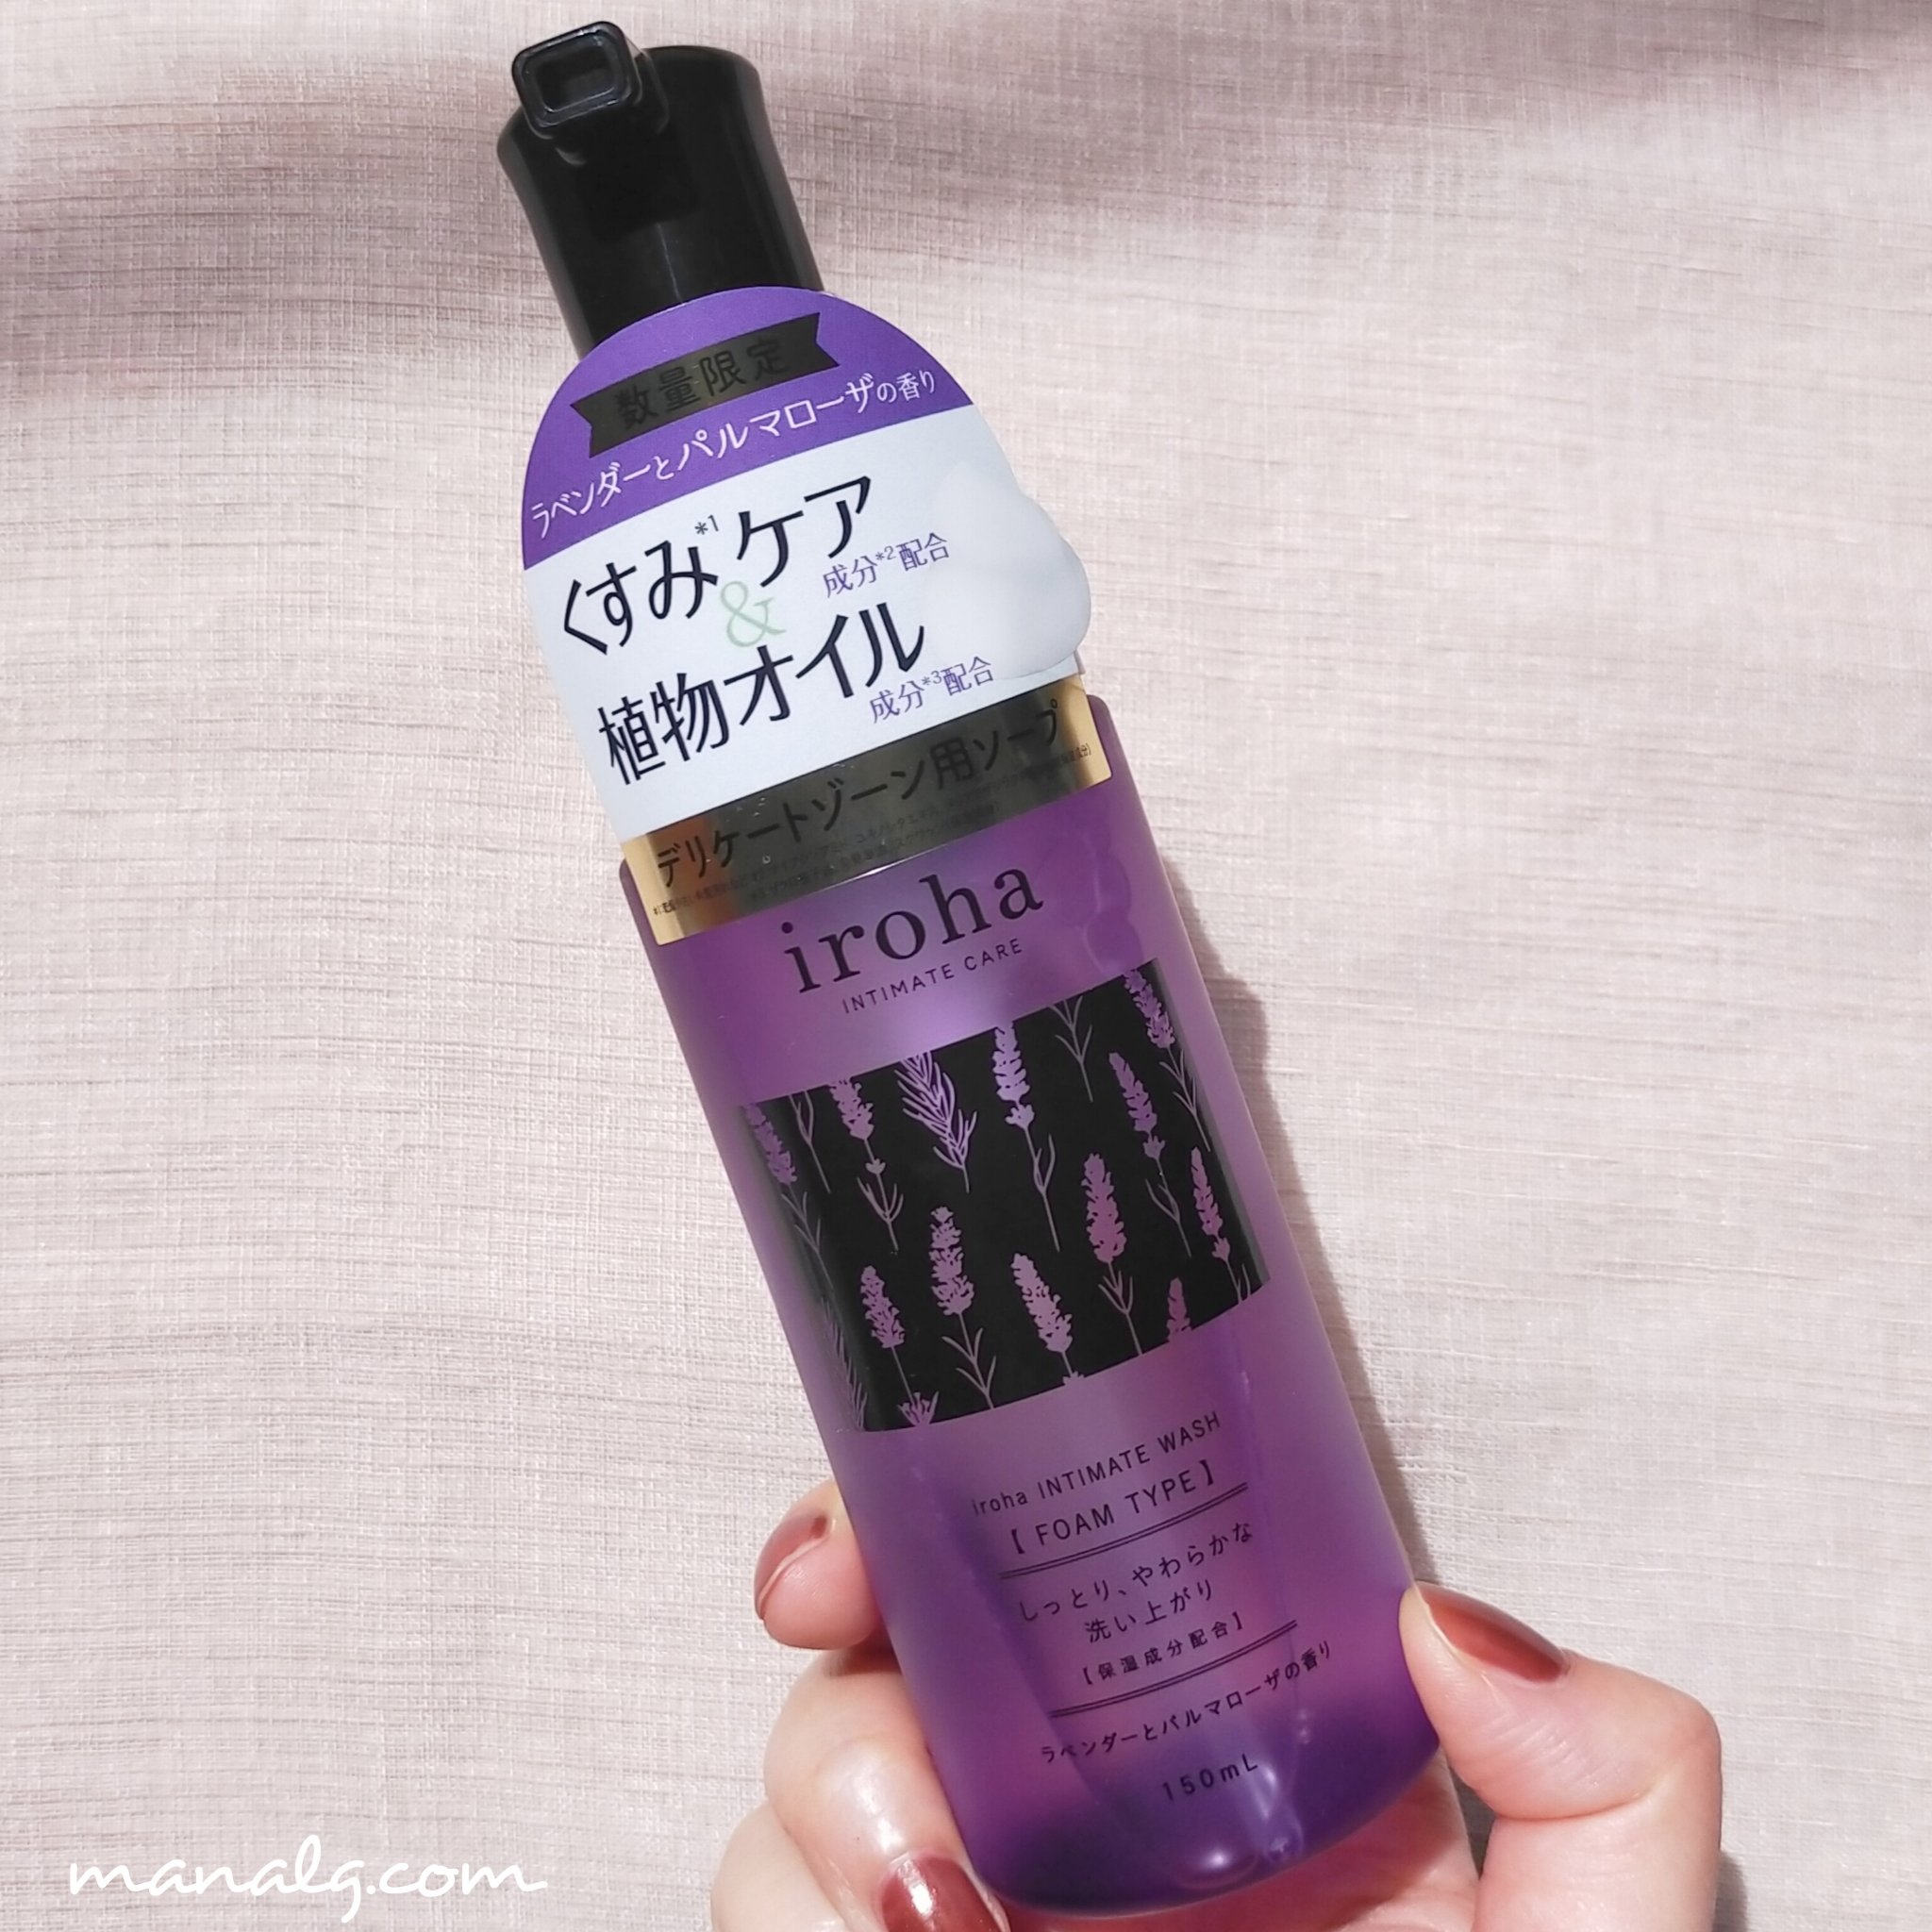 数量限定
ラベンダーとパルマローザの香り
くすみ*1ケア
成分*2配合
&
植物オイル
成分*3配合
デリケートゾーン用ソープ
iroha
INTIMATE CARE
iroha INTIMATE WASH
【 FOAM TYPE 】
しっとり、やわらかな
洗い上がり
【保湿成分配合】
ラベンダーとパルマローザの香り
150mL
manalg.com